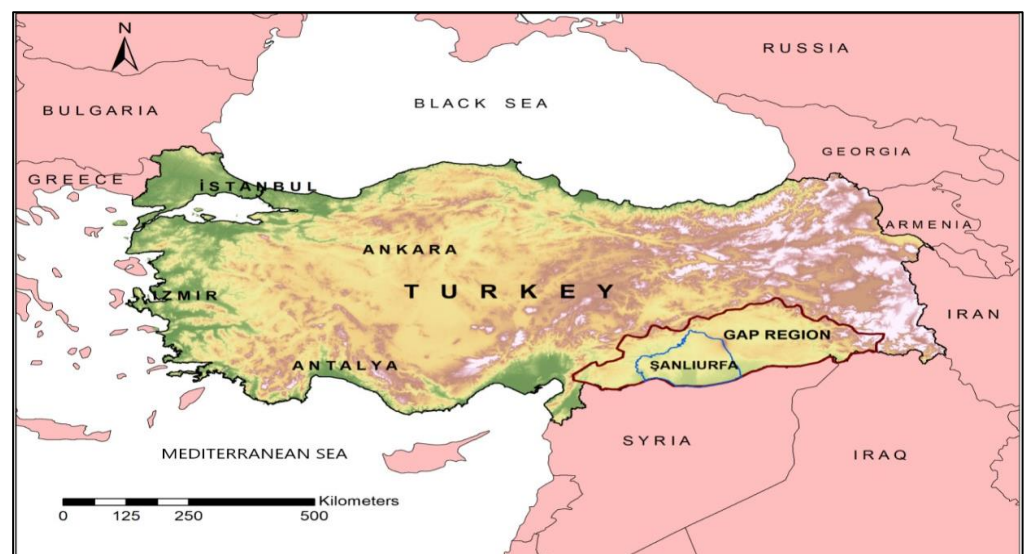 N
RUSSIA
BLACK SEA
BULGARIA
GEORGIA
GREECE
İSTANBUL
ARMENIA
ANKARA
TURKEY
İZMIR
IRAN
GAP REGION
ANTALYA
ŞANLIURFA
SYRIA
MEDITERRANEAN SEA
IRAQ
Kilometers
0 125 250 500